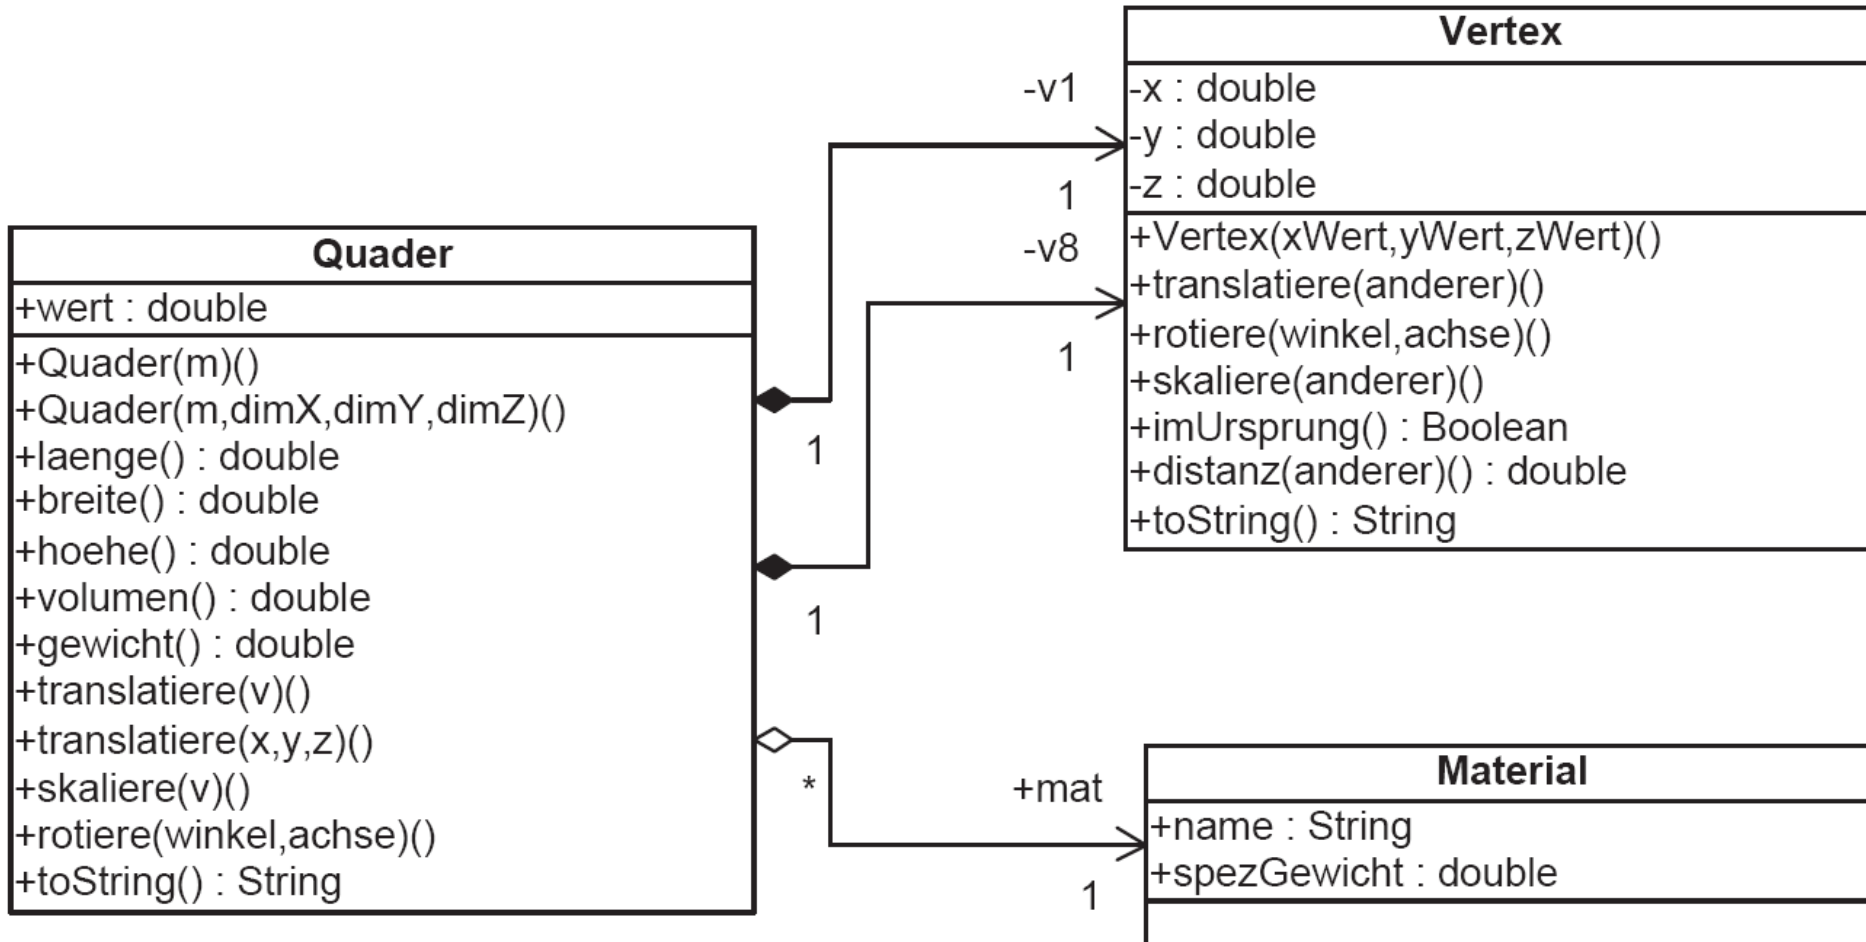 Vertex
-x : double
-y : double
-z : double
+Vertex(xWert,yWert,zWert)()
+translatiere(anderer)()
+rotiere(winkel,achse)()
+skaliere(anderer)()
+imUrsprung() : Boolean
+distanz(anderer)() : double
+toString() : String
-v1
1
-v8
1
Quader
+wert : double
+Quader(m)()
+Quader(m,dimX,dimY,dimZ)()
+laenge() : double
+breite() : double
+hoehe() : double
+volumen() : double
+gewicht() : double
+translatiere(v)()
+translatiere(x,y,z)()
+skaliere(v)()
+rotiere(winkel,achse)()
+toString() : String
1
1
*
+mat
1
Material
+name : String
+spezGewicht : double